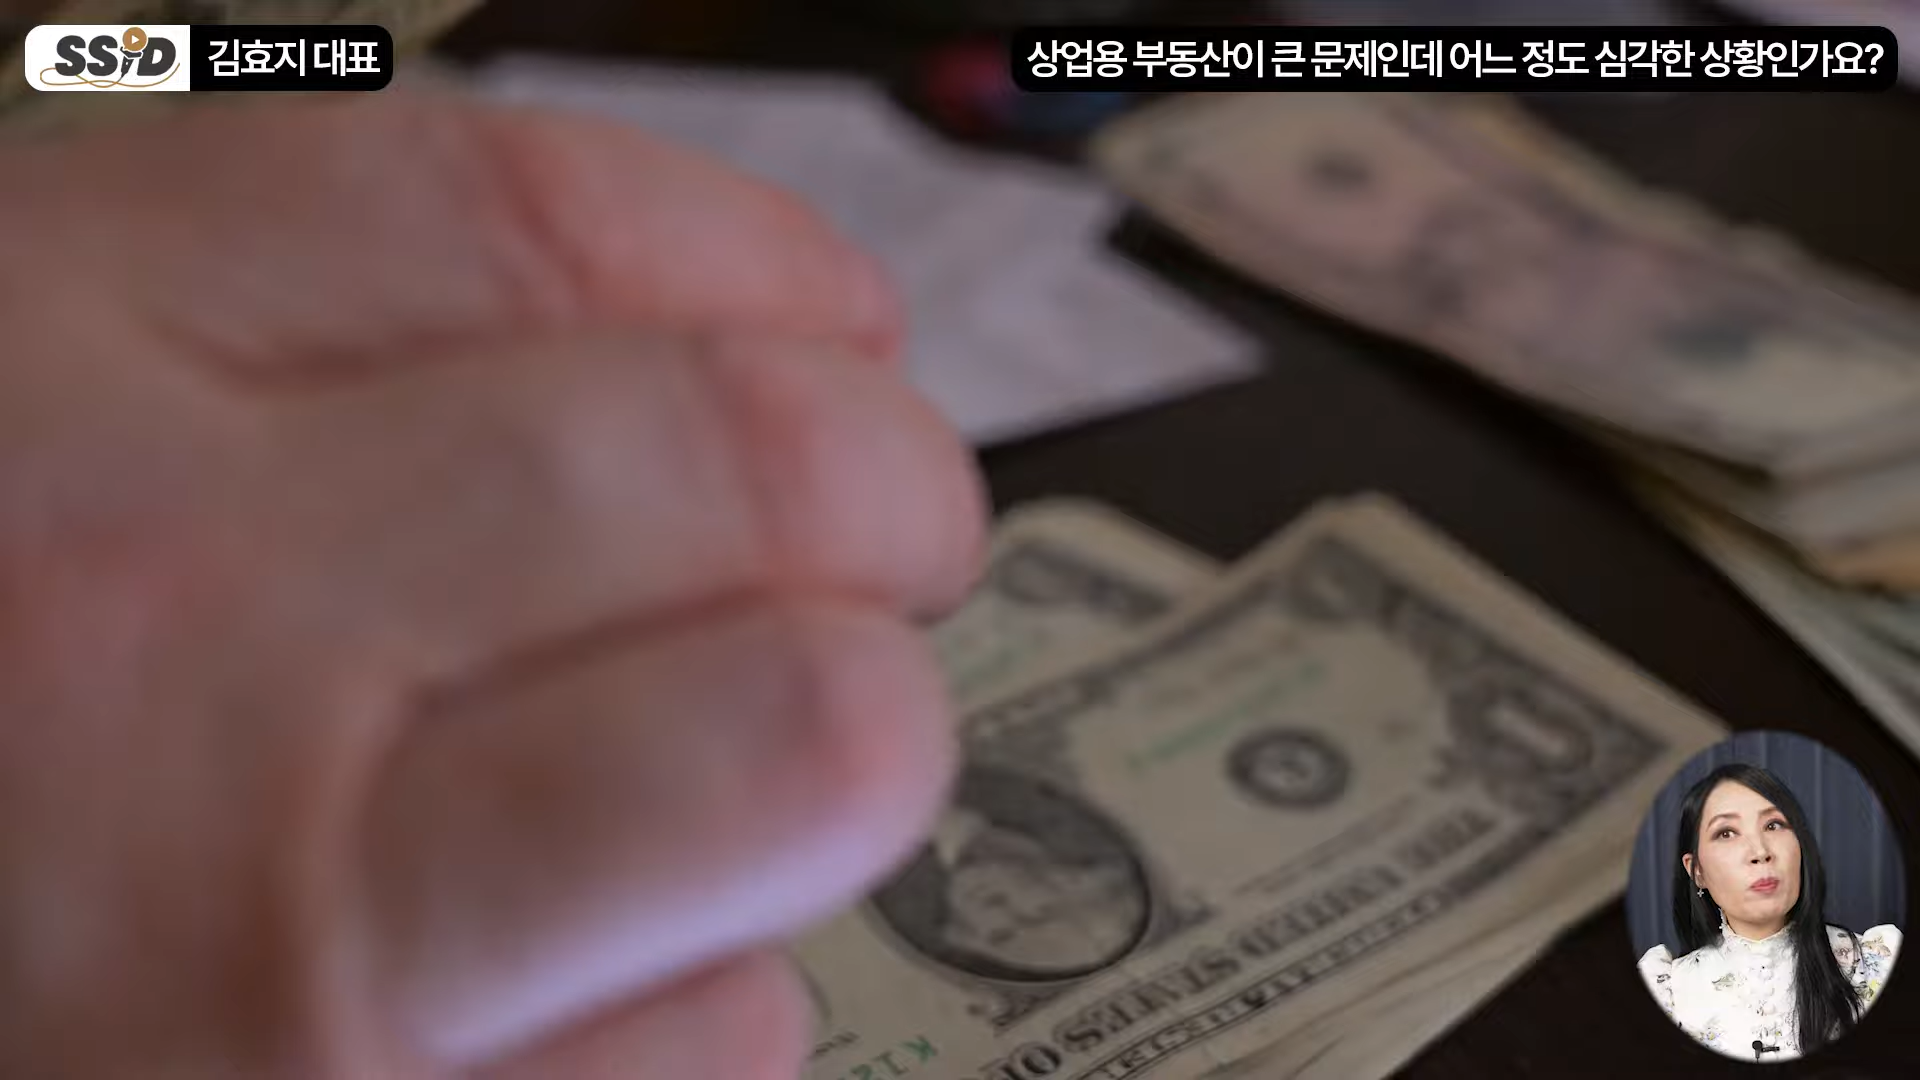 SSiD
김효지 대표
상업용 부동산이 큰 문제인데 어느 정도 심각한 상황인가요?
THE UNITED STATES OF